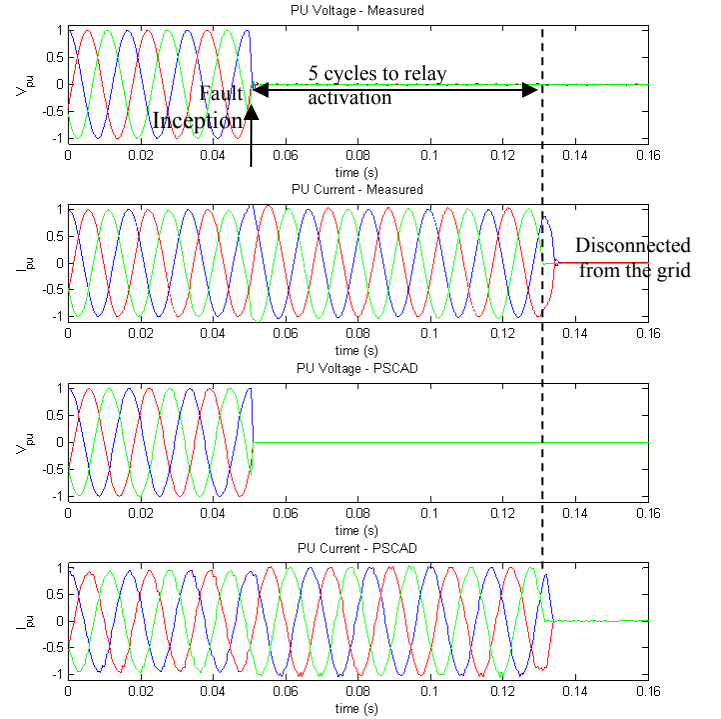 PU Voltage - Measured
1
0.5
0
-0.5
-1
Vpu
Fault
Inception
5 cycles to relay
activation
0 0.02 0.04 0.06 0.08 0.1 0.12 0.14 0.16
time (s)
PU Current - Measured
1
0.5
0
-0.5
-1
Ipu
Disconnected
from the grid
0 0.02 0.04 0.06 0.08 0.1 0.12 0.14 0.16
time (s)
PU Voltage - PSCAD
1
0.5
0
-0.5
-1
Vpu
0 0.02 0.04 0.06 0.08 0.1 0.12 0.14 0.16
time (s)
PU Current - PSCAD
1
0.5
0
-0.5
-1
Ipu
0 0.02 0.04 0.06 0.08 0.1 0.12 0.14 0.16
time (s)